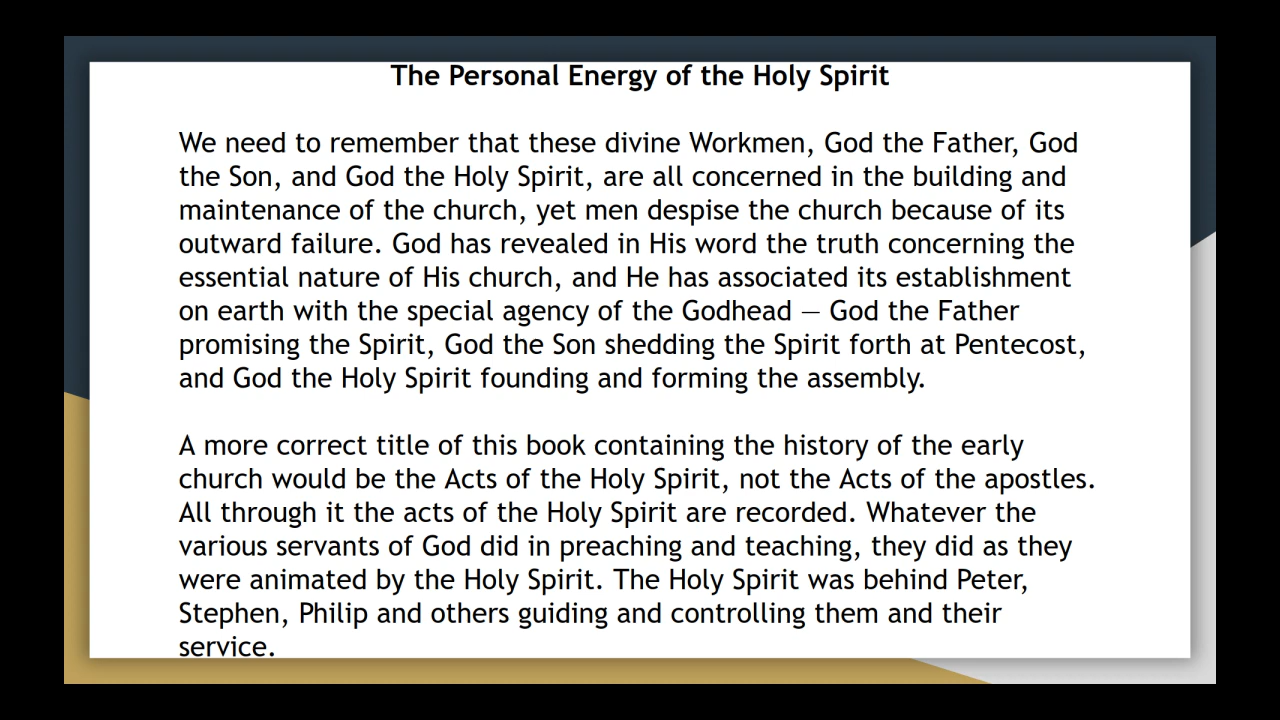 The Personal Energy of the Holy Spirit
We need to remember that these divine Workmen, God the Father, God
the Son, and God the Holy Spirit, are all concerned in the building and
maintenance of the church, yet men despise the church because of its
outward failure. God has revealed in His word the truth concerning the
essential nature of His church, and He has associated its establishment
on earth with the special agency of the Godhead — God the Father
promising the Spirit, God the Son shedding the Spirit forth at Pentecost,
and God the Holy Spirit founding and forming the assembly.
A more correct title of this book containing the history of the early
church would be the Acts of the Holy Spirit, not the Acts of the apostles.
All through it the acts of the Holy Spirit are recorded. Whatever the
various servants of God did in preaching and teaching, they did as they
were animated by the Holy Spirit. The Holy Spirit was behind Peter,
Stephen, Philip and others guiding and controlling them and their
service.